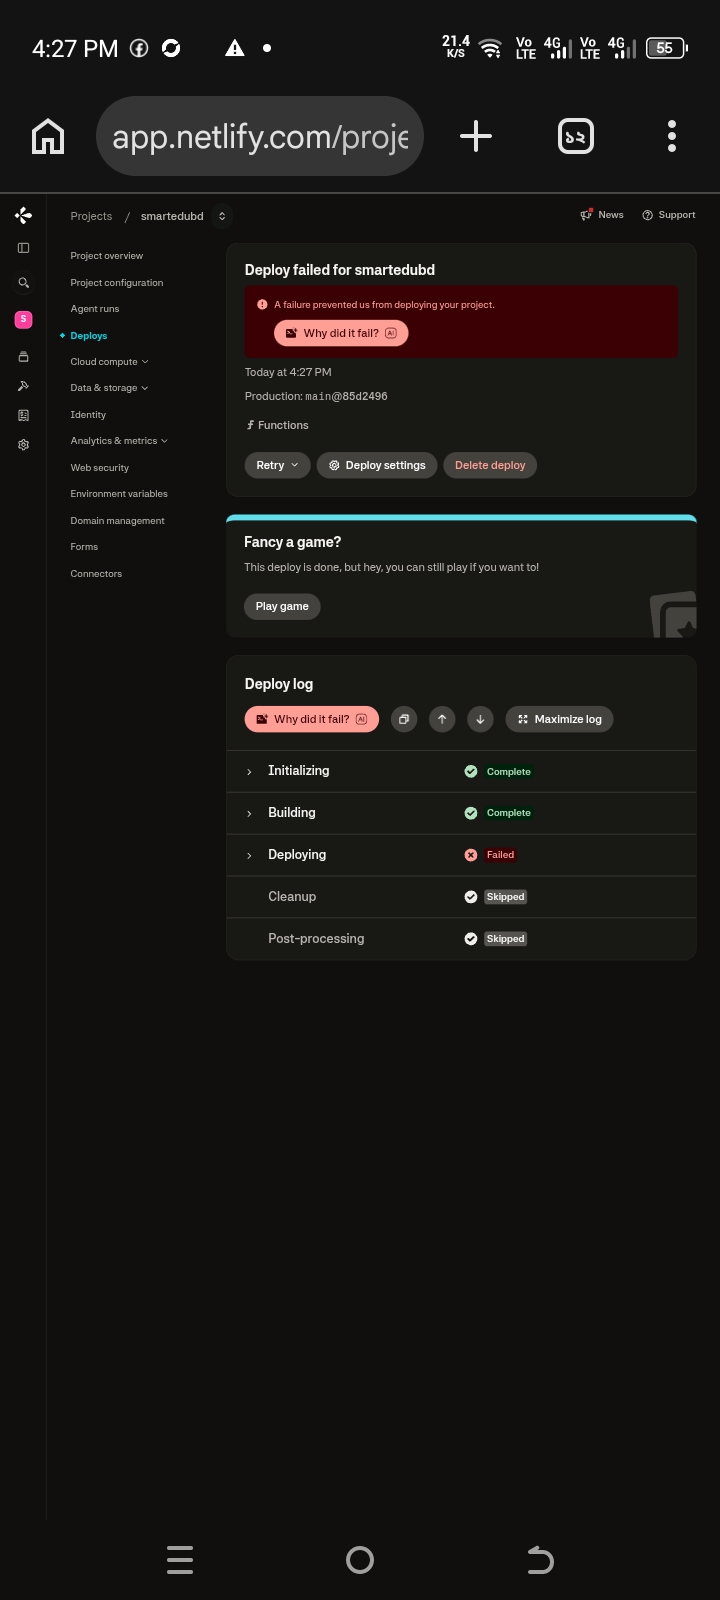 4:27 PM
21.4 K/S
Vo LTE 4G Vo LTE 4G 55
app.netlify.com/proje
১২
Projects / smartedubd
News Support
S
Project overview
Project configuration
Agent runs
Deploys
Cloud compute
Data & storage
Identity
Analytics & metrics
Web security
Environment variables
Domain management
Forms
Connectors
Deploy failed for smartedubd
A failure prevented us from deploying your project.
Why did it fail? AI
Today at 4:27 PM
Production: main@85d2496
Functions
Retry Deploy settings Delete deploy
Fancy a game?
This deploy is done, but hey, you can still play if you want to!
Play game
Deploy log
Why did it fail? AI Maximize log
Initializing Complete
Building Complete
Deploying Failed
Cleanup Skipped
Post-processing Skipped